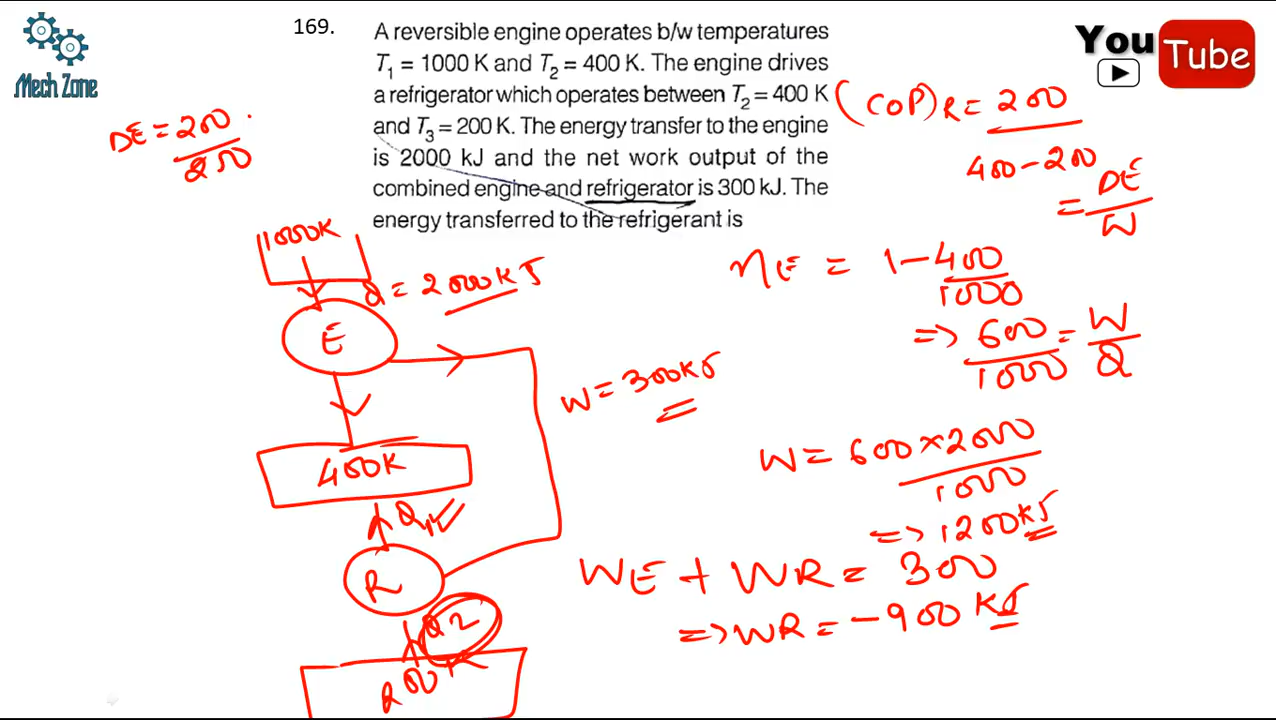 Mech Zone
169.
A reversible engine operates b/w temperatures
T₁ = 1000 K and T₂ = 400 K. The engine drives
a refrigerator which operates between T₂ = 400 K
and T₃ = 200 K. The energy transfer to the engine
is 2000 kJ and the net work output of the
combined engine and refrigerator is 300 kJ. The
energy transferred to the refrigerant is
You Tube
DE = 200
200
(COP)R = 200
400-200
= DE
W
ηE = 1-400
1000
=> 600 = W
1000 Q
W = 600×2000
1000
=> 1200KJ
WE + WR = 300
=> WR = -900 KJ
1000K
Q = 2000KJ
E
W = 300KJ
400K
Q1
R
Q2
200K